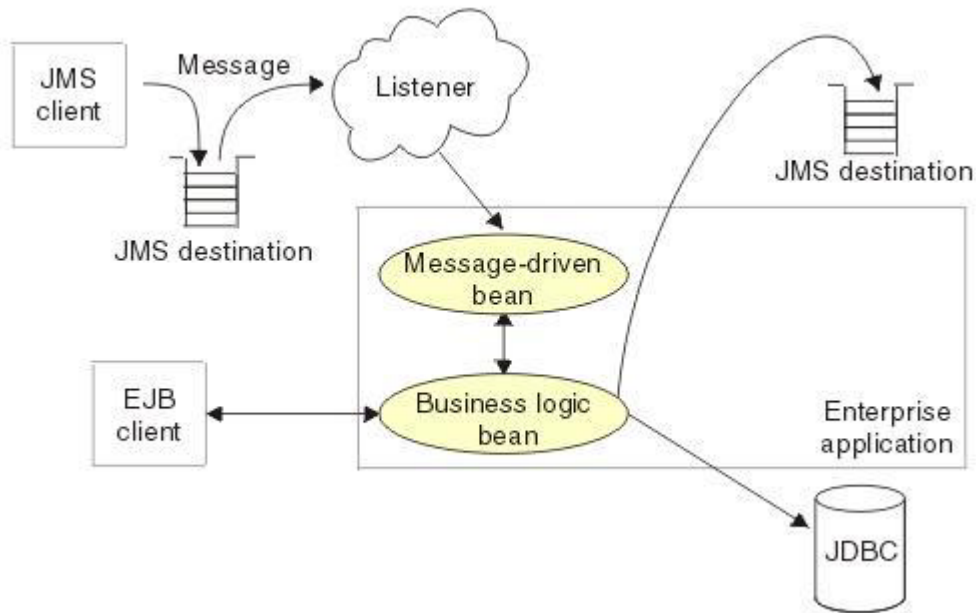 JMS
client
Message
Listener
JMS destination
JMS destination
Message-driven
bean
EJB
client
Business logic
bean
Enterprise
application
JDBC